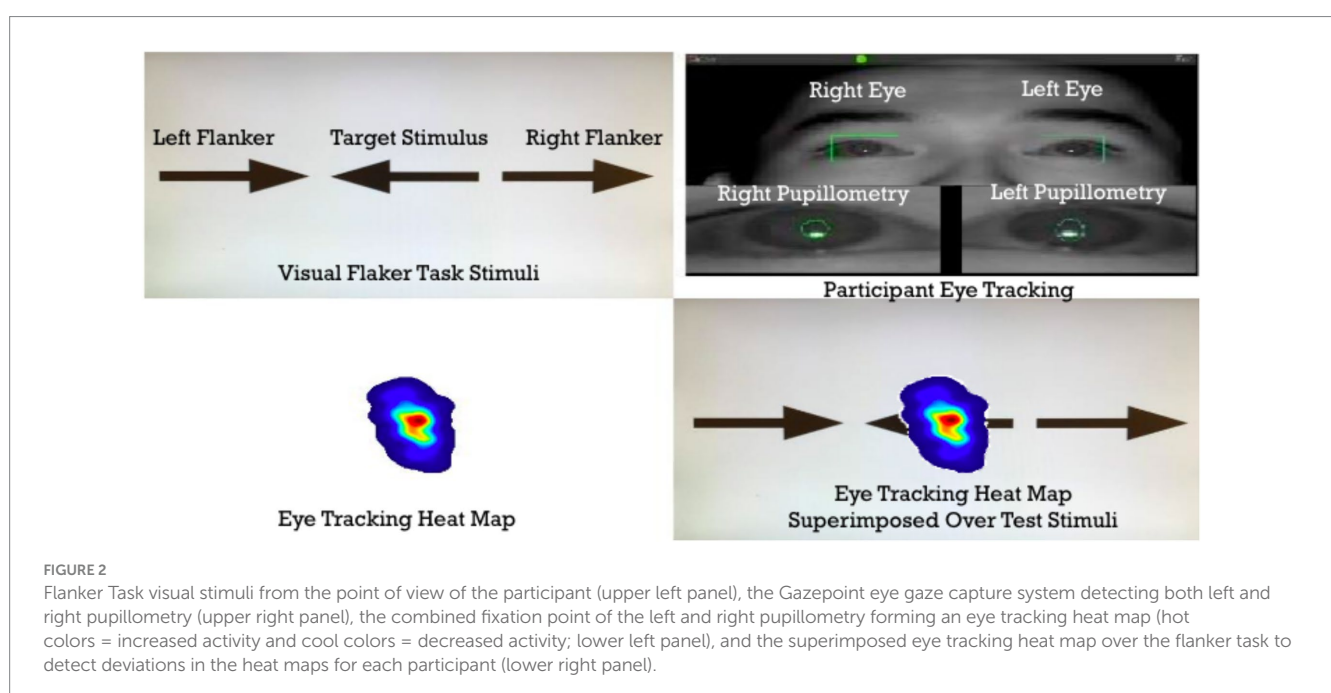 Left Flanker Target Stimulus Right Flanker
Visual Flaker Task Stimuli
Right Eye Left Eye
Right Pupillometry Left Pupillometry
Participant Eye Tracking
Eye Tracking Heat Map
Eye Tracking Heat Map
Superimposed Over Test Stimuli
FIGURE 2
Flanker Task visual stimuli from the point of view of the participant (upper left panel), the Gazepoint eye gaze capture system detecting both left and
right pupillometry (upper right panel), the combined fixation point of the left and right pupillometry forming an eye tracking heat map (hot
colors = increased activity and cool colors = decreased activity; lower left panel), and the superimposed eye tracking heat map over the flanker task to
detect deviations in the heat maps for each participant (lower right panel).